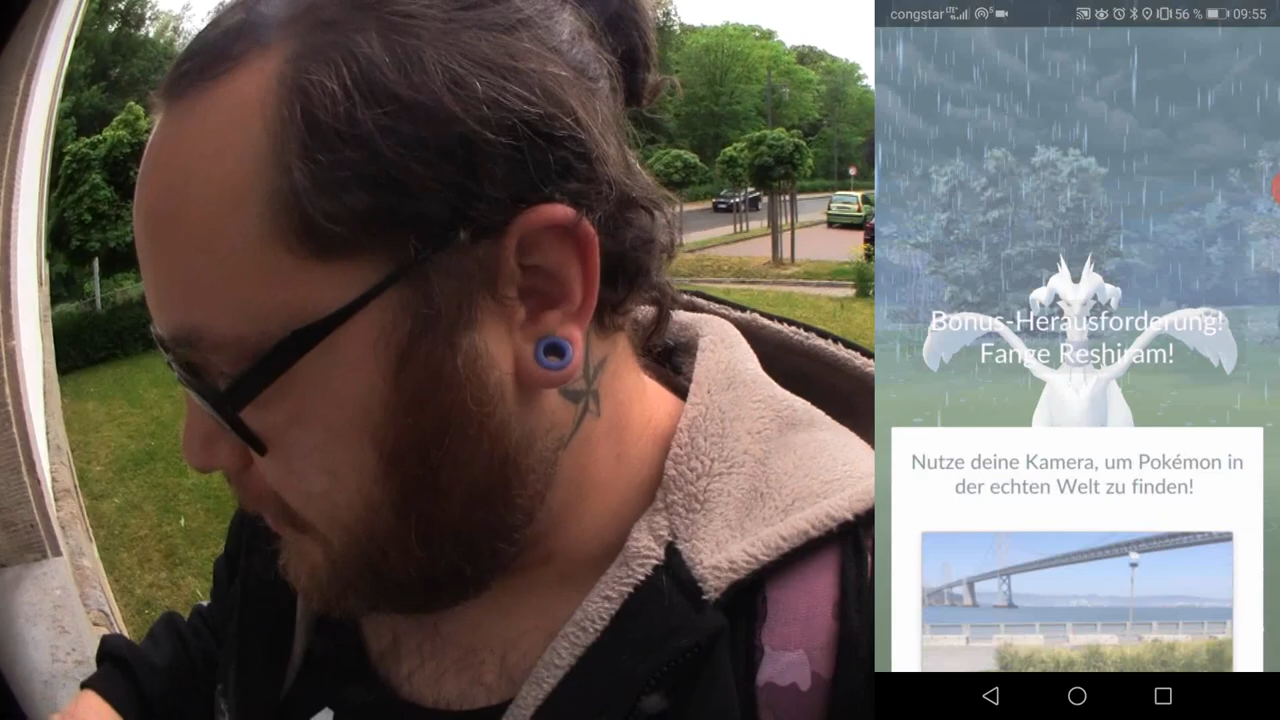 congstar 56 % 09:55
Bonus-Herausforderung!
Fange Reshiram!
Nutze deine Kamera, um Pokémon in
der echten Welt zu finden!